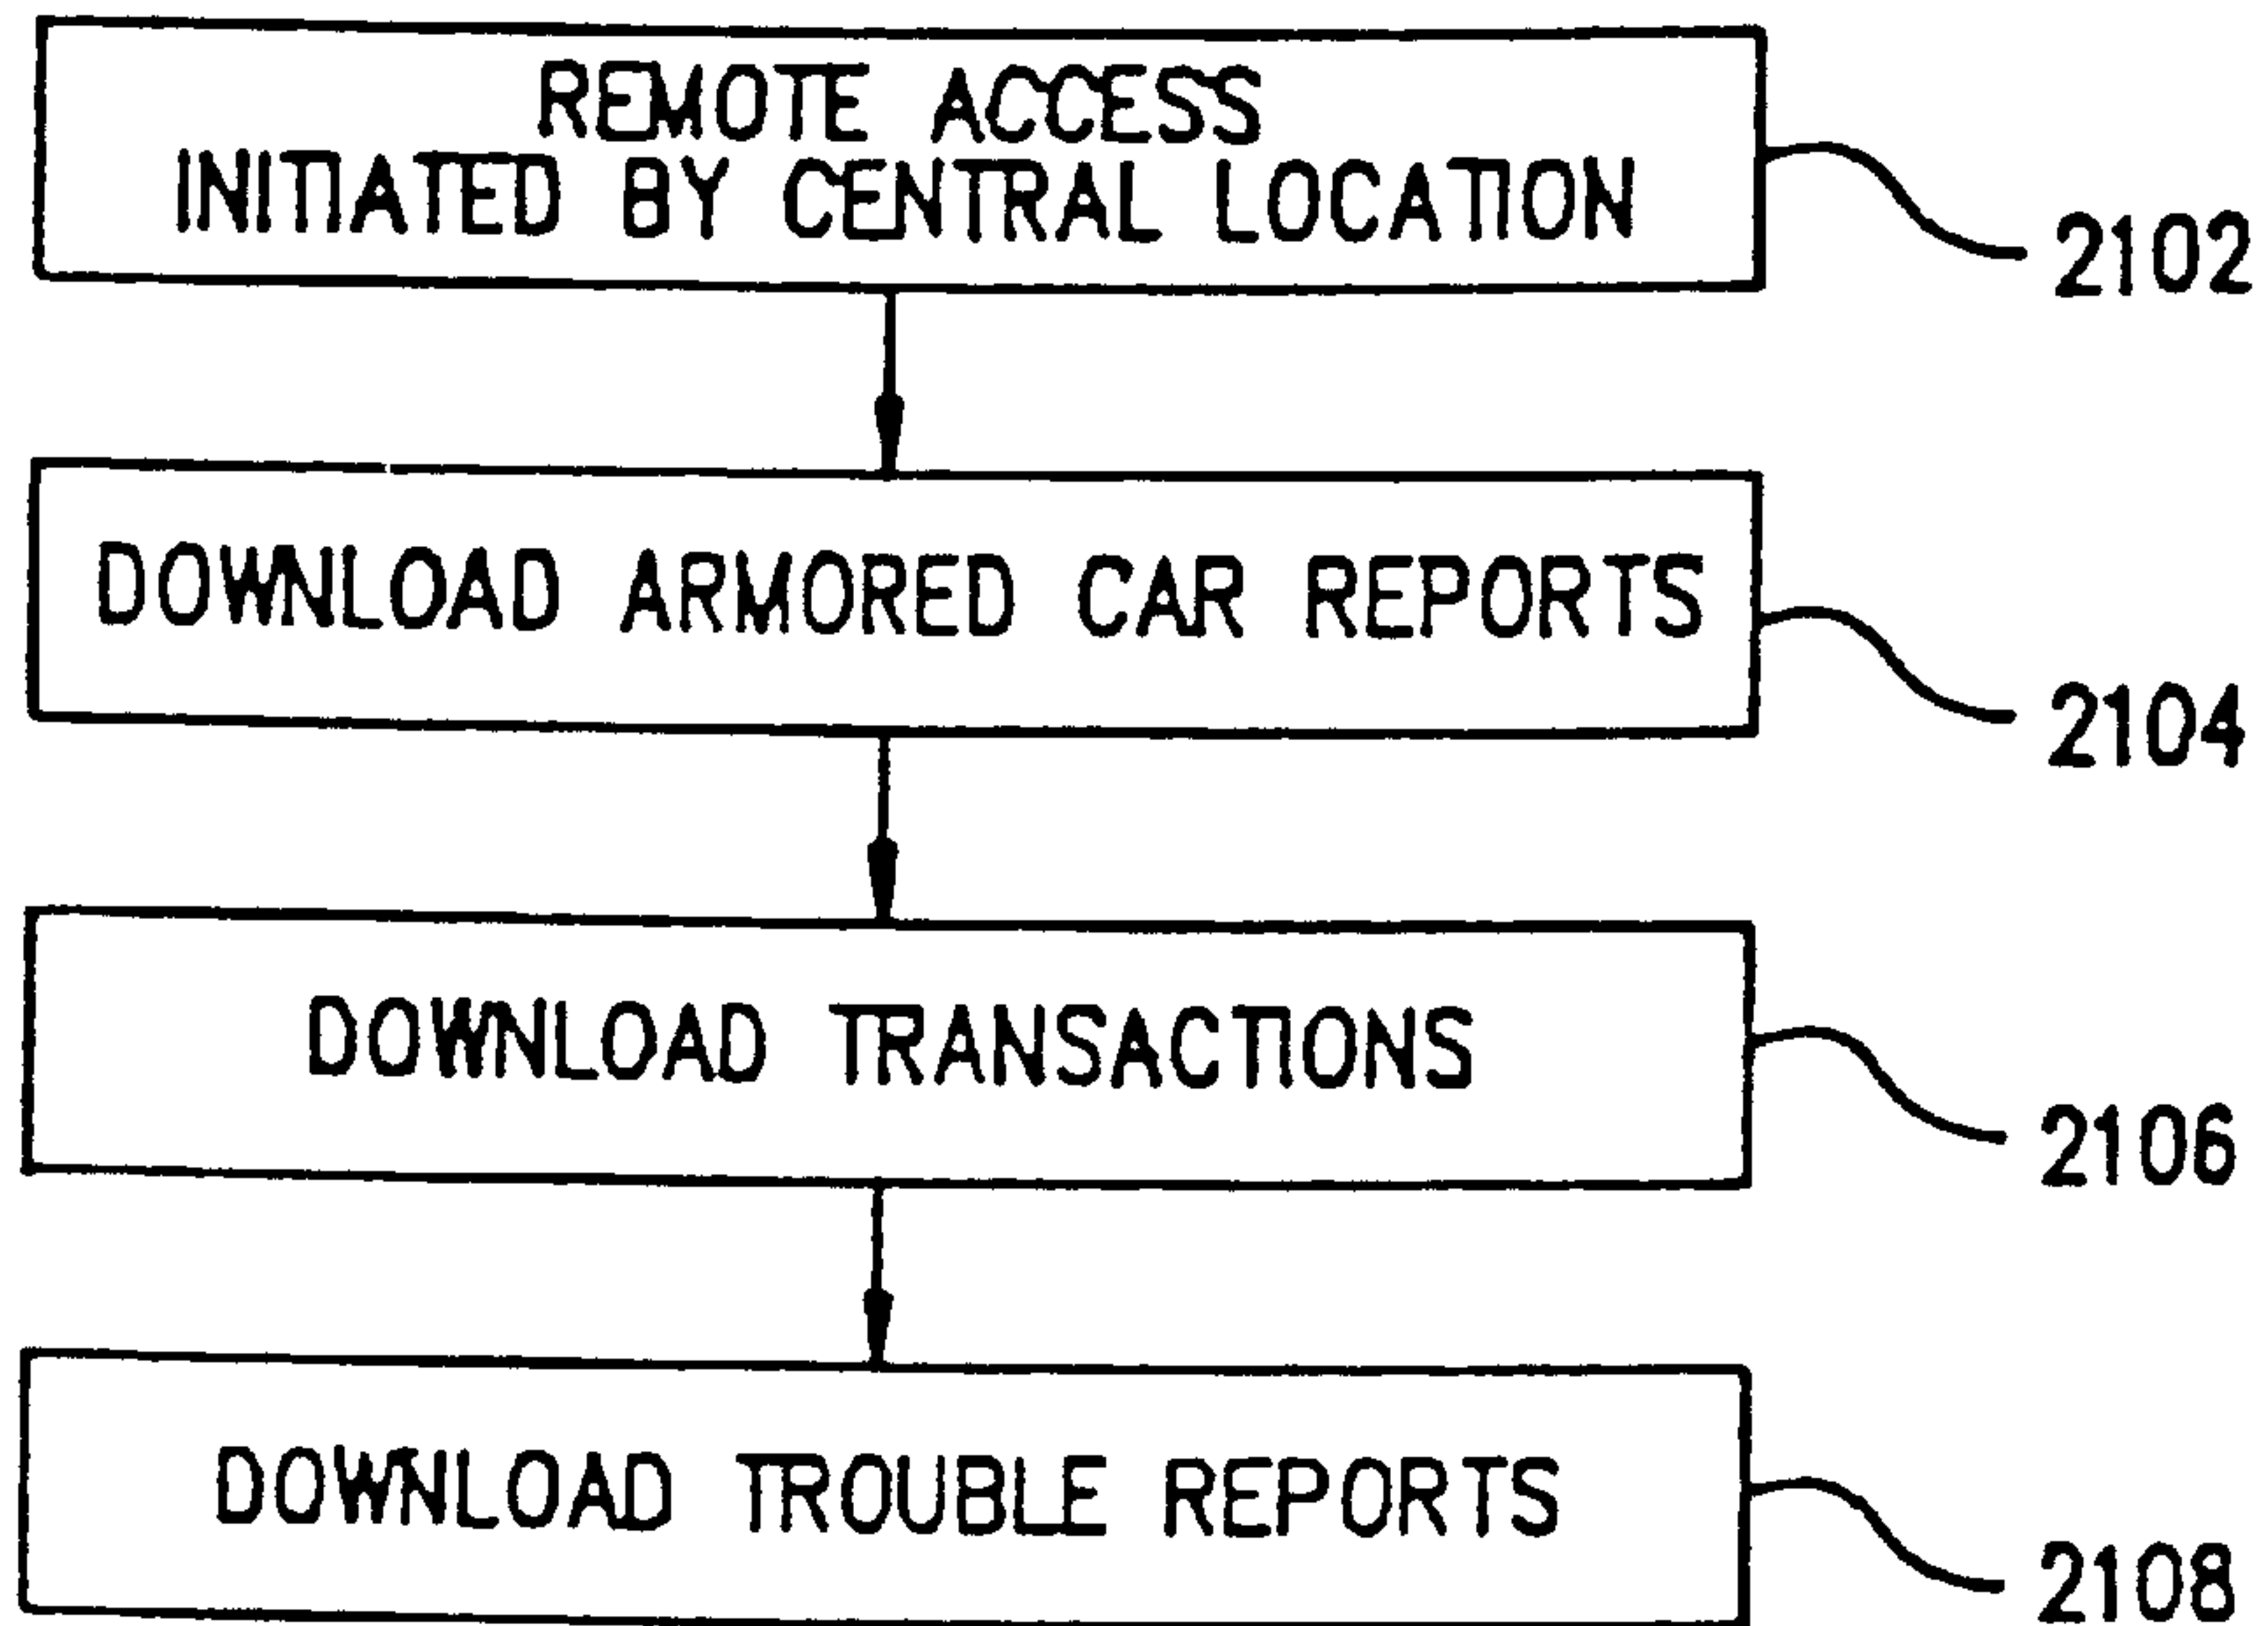 REMOTE ACCESS
INITIATED BY CENTRAL LOCATION
2102
DOWNLOAD ARMORED CAR REPORTS
2104
DOWNLOAD TRANSACTIONS
2106
DOWNLOAD TROUBLE REPORTS
2108